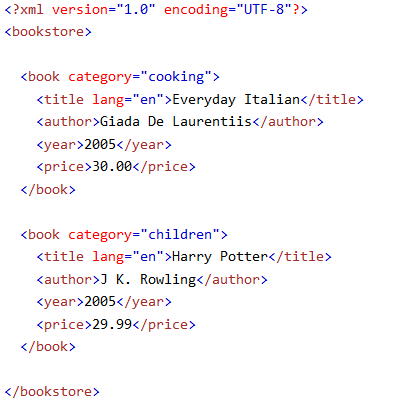 <?xml version="1.0" encoding="UTF-8"?>
<bookstore>
<book category="cooking">
<title lang="en">Everyday Italian</title>
<author>Giada De Laurentiis</author>
<year>2005</year>
<price>30.00</price>
</book>
<book category="children">
<title lang="en">Harry Potter</title>
<author>J K. Rowling</author>
<year>2005</year>
<price>29.99</price>
</book>
</bookstore>